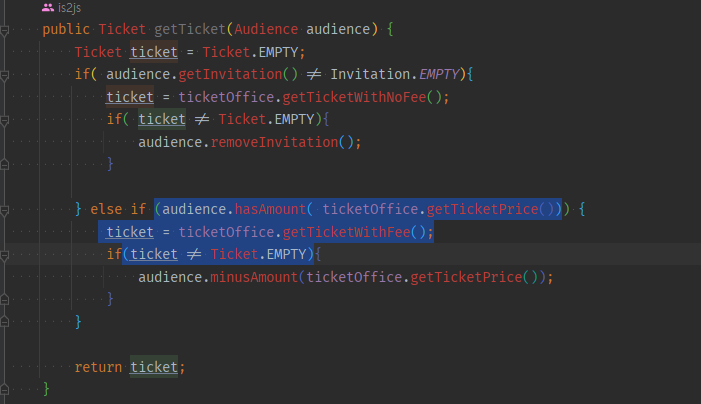 is2js
public Ticket getTicket(Audience audience) {
Ticket ticket = Ticket.EMPTY;
if( audience.getInvitation() ≠ Invitation.EMPTY){
ticket = ticketOffice.getTicketWithNoFee();
if( ticket ≠ Ticket.EMPTY){
audience.removeInvitation();
}
} else if (audience.hasAmount( ticketOffice.getTicketPrice())) {
ticket = ticketOffice.getTicketWithFee();
if(ticket ≠ Ticket.EMPTY){
audience.minusAmount(ticketOffice.getTicketPrice());
}
}
return ticket;
}